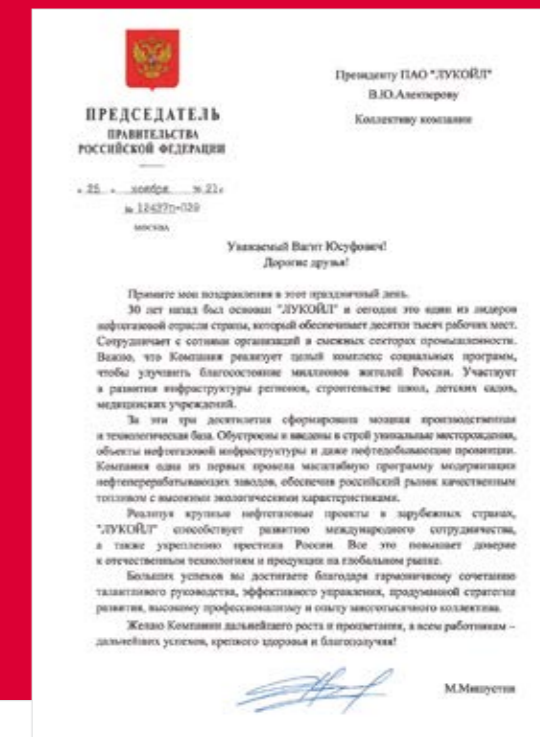 ПРЕДСЕДАТЕЛЬ
ПРАВИТЕЛЬСТВА
РОССИЙСКОЙ ФЕДЕРАЦИИ
« 25 » ноября 2021г.
№ 12427п-029
МОСКВА
Президенту ПАО "ЛУКОЙЛ"
В.Ю.Алекперову
Коллективу компании
Уважаемый Вагит Юсуфович!
Дорогие друзья!
Примите мои поздравления в этот праздничный день.
30 лет назад был основан "ЛУКОЙЛ" и сегодня это один из лидеров
нефтегазовой отрасли страны, который обеспечивает десятки тысяч рабочих мест.
Сотрудничает с сотнями организаций в смежных секторах промышленности.
Важно, что Компания реализует целый комплекс социальных программ,
чтобы улучшить благосостояние миллионов жителей России. Участвует
в развитии инфраструктуры регионов, строительстве школ, детских садов,
медицинских учреждений.
За эти три десятилетия сформирована мощная производственная
и технологическая база. Обустроены и введены в строй уникальные месторождения,
объекты нефтегазовой инфраструктуры и даже нефтедобывающие провинции.
Компания одна из первых провела масштабную программу модернизации
нефтеперерабатывающих заводов, обеспечив российский рынок качественным
топливом с высокими экологическими характеристиками.
Реализуя крупные нефтегазовые проекты в зарубежных странах,
"ЛУКОЙЛ" способствует развитию международного сотрудничества,
а также укреплению престижа России. Все это повышает доверие
к отечественным технологиям и продукции на глобальном рынке.
Больших успехов вы достигаете благодаря гармоничному сочетанию
талантливого руководства, эффективного управления, продуманной стратегии
развития, высокому профессионализму и опыту многотысячного коллектива.
Желаю Компании дальнейшего роста и процветания, а всем работникам –
дальнейших успехов, крепкого здоровья и благополучия!
М.Мишустин